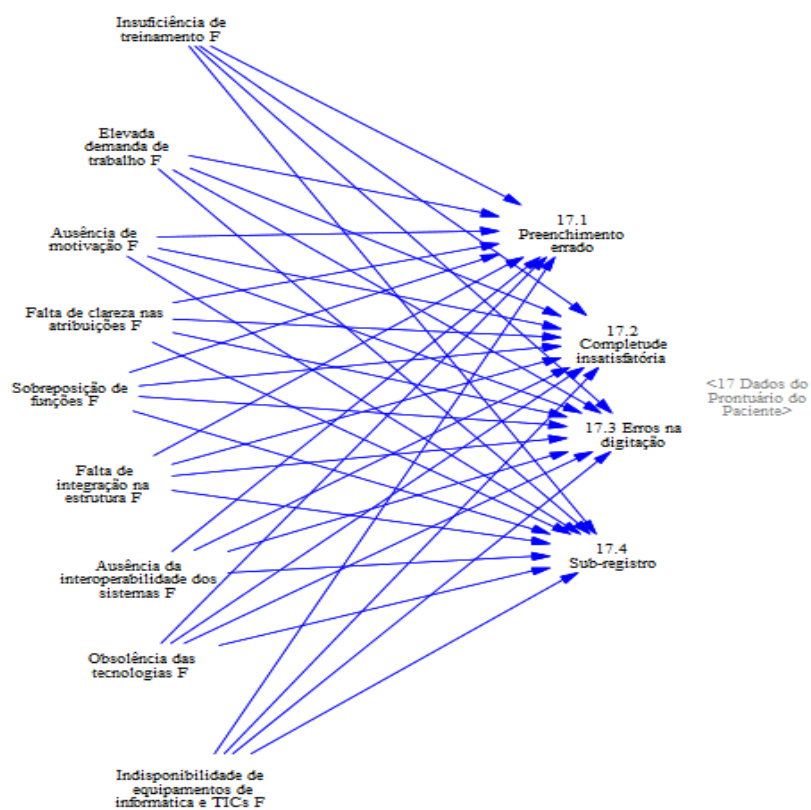 Insuficiência de
treinamento F
Elevada
demanda de
trabalho F
Ausência de
motivação F
Falta de clareza nas
atribuições F
Sobreposição de
funções F
Falta de
integração na
estrutura F
Ausência da
interoperabilidade dos
sistemas F
Obsolência das
tecnologias F
Indisponibilidade de
equipamentos de
informática e TICs F
17.1
Preenchimento
errado
17.2
Completude
insatisfatória
17.3 Erros na
digitação
17.4
Sub-registro
<17 Dados do
Prontuário do
Paciente>